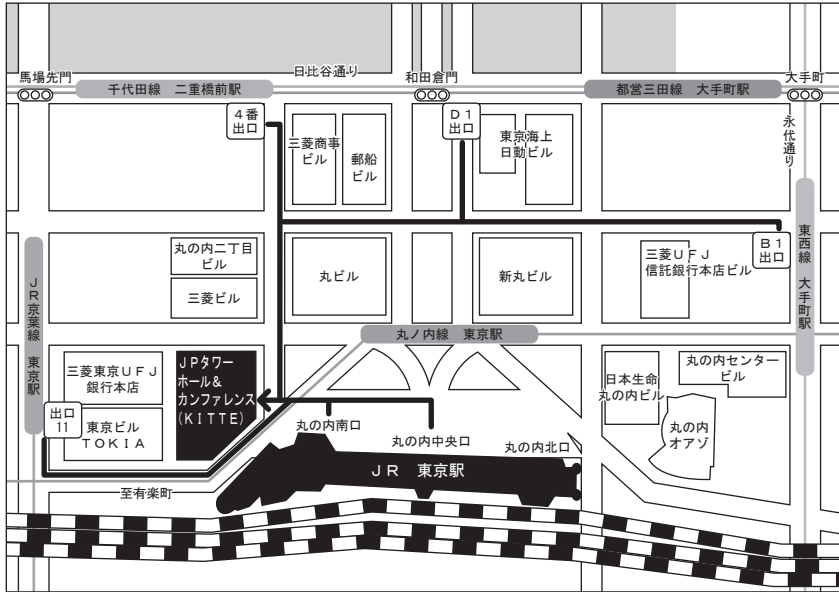 日比谷通り
馬場先門
和田倉門
大手町
千代田線 二重橋前駅
都営三田線 大手町駅
4番
出口
D1
出口
三菱商事
ビル
郵船
ビル
東京海上
日動ビル
永代通り
丸の内二丁目
ビル
三菱ビル
丸ビル
新丸ビル
三菱UFJ
信託銀行本店ビル
B1
出口
東西線 大手町駅
JR京葉線 東京駅
丸ノ内線 東京駅
三菱東京UFJ
銀行本店
JPタワー
ホール&
カンファレンス
(KITTE)
日本生命
丸の内ビル
丸の内センター
ビル
出口
11
東京ビル
TOKIA
丸の内南口
丸の内中央口
丸の内北口
丸の内
オアゾ
JR 東京駅
至有楽町